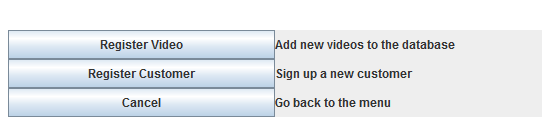 Register Video Add new videos to the database
Register Customer Sign up a new customer
Cancel Go back to the menu